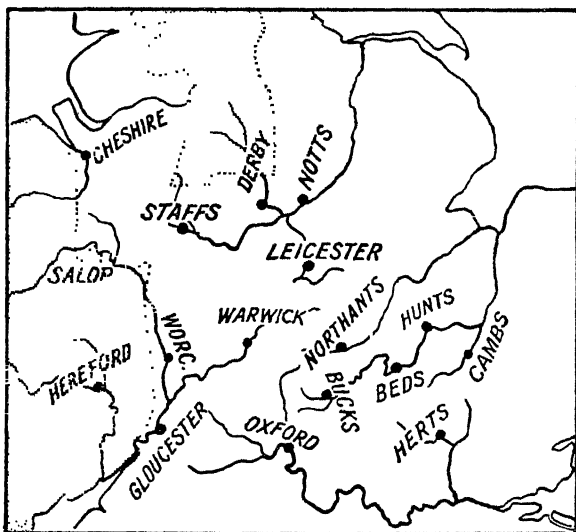 CHESHIRE
DERBY
NOTTS
STAFFS
LEICESTER
SALOP
WARWICK
NORTHANTS
HUNTS
WORC.
HEREFORD
BUCKS
BEDS
CAMBS
GLOUCESTER
OXFORD
HERTS